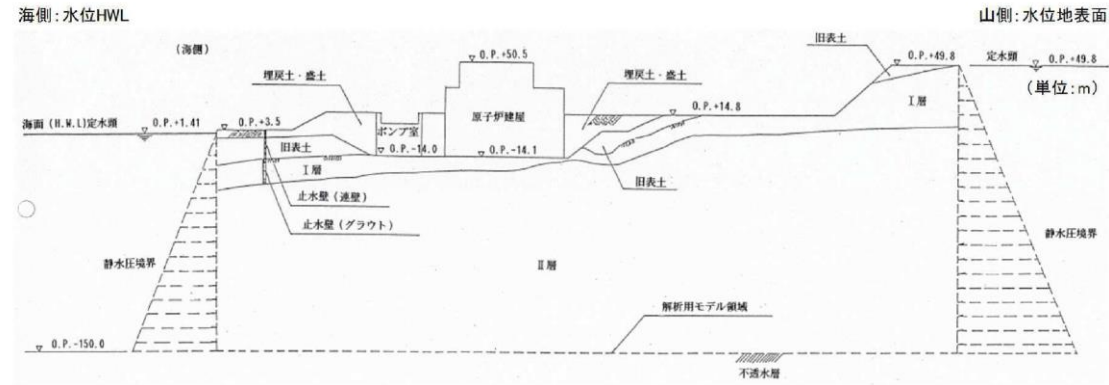 海側:水位HWL
山側:水位地表面
(海側)
O.P.+50.5
旧表土
O.P.+49.8
定水頭
O.P.+49.8
(単位:m)
埋戻土・盛土
埋戻土・盛土
I層
海面(H.W.L)定水頭
O.P.+1.41
O.P.+3.5
ポンプ室
原子炉建屋
O.P.+14.8
旧表土
O.P.-14.0
O.P.-14.1
I層
旧表土
止水壁(連壁)
止水壁(グラウト)
静水圧境界
静水圧境界
II層
解析用モデル領域
O.P.-150.0
不透水層